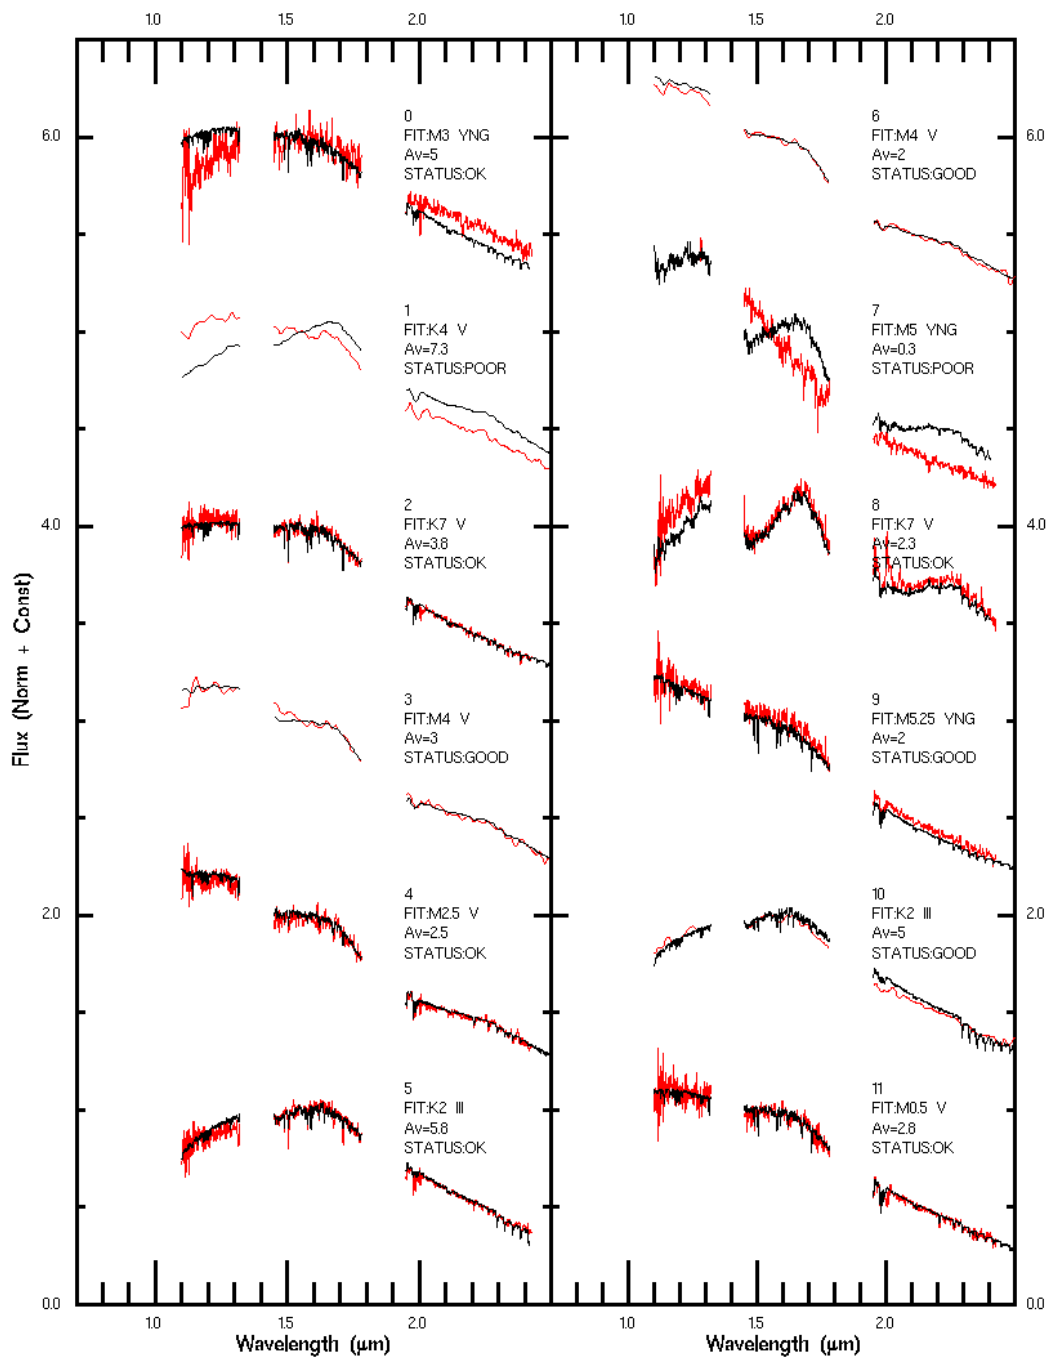 1.0 1.5 2.0 1.0 1.5 2.0
0
FIT:M3 YNG
Av=5
STATUS:OK
1
FIT:K4 V
Av=7.3
STATUS:POOR
2
FIT:K7 V
Av=3.8
STATUS:OK
3
FIT:M4 V
Av=3
STATUS:GOOD
4
FIT:M2.5 V
Av=2.5
STATUS:OK
5
FIT:K2 III
Av=5.8
STATUS:OK
6
FIT:M4 V
Av=2
STATUS:GOOD
7
FIT:M5 YNG
Av=0.3
STATUS:POOR
8
FIT:K7 V
Av=2.3
STATUS:OK
9
FIT:M5.25 YNG
Av=2
STATUS:GOOD
10
FIT:K2 III
Av=5
STATUS:GOOD
11
FIT:M0.5 V
Av=2.8
STATUS:OK
6.0 6.0
4.0 4.0
2.0 2.0
0.0 0.0
Flux (Norm + Const)
1.0 1.5 2.0 1.0 1.5 2.0
Wavelength (μm) Wavelength (μm)